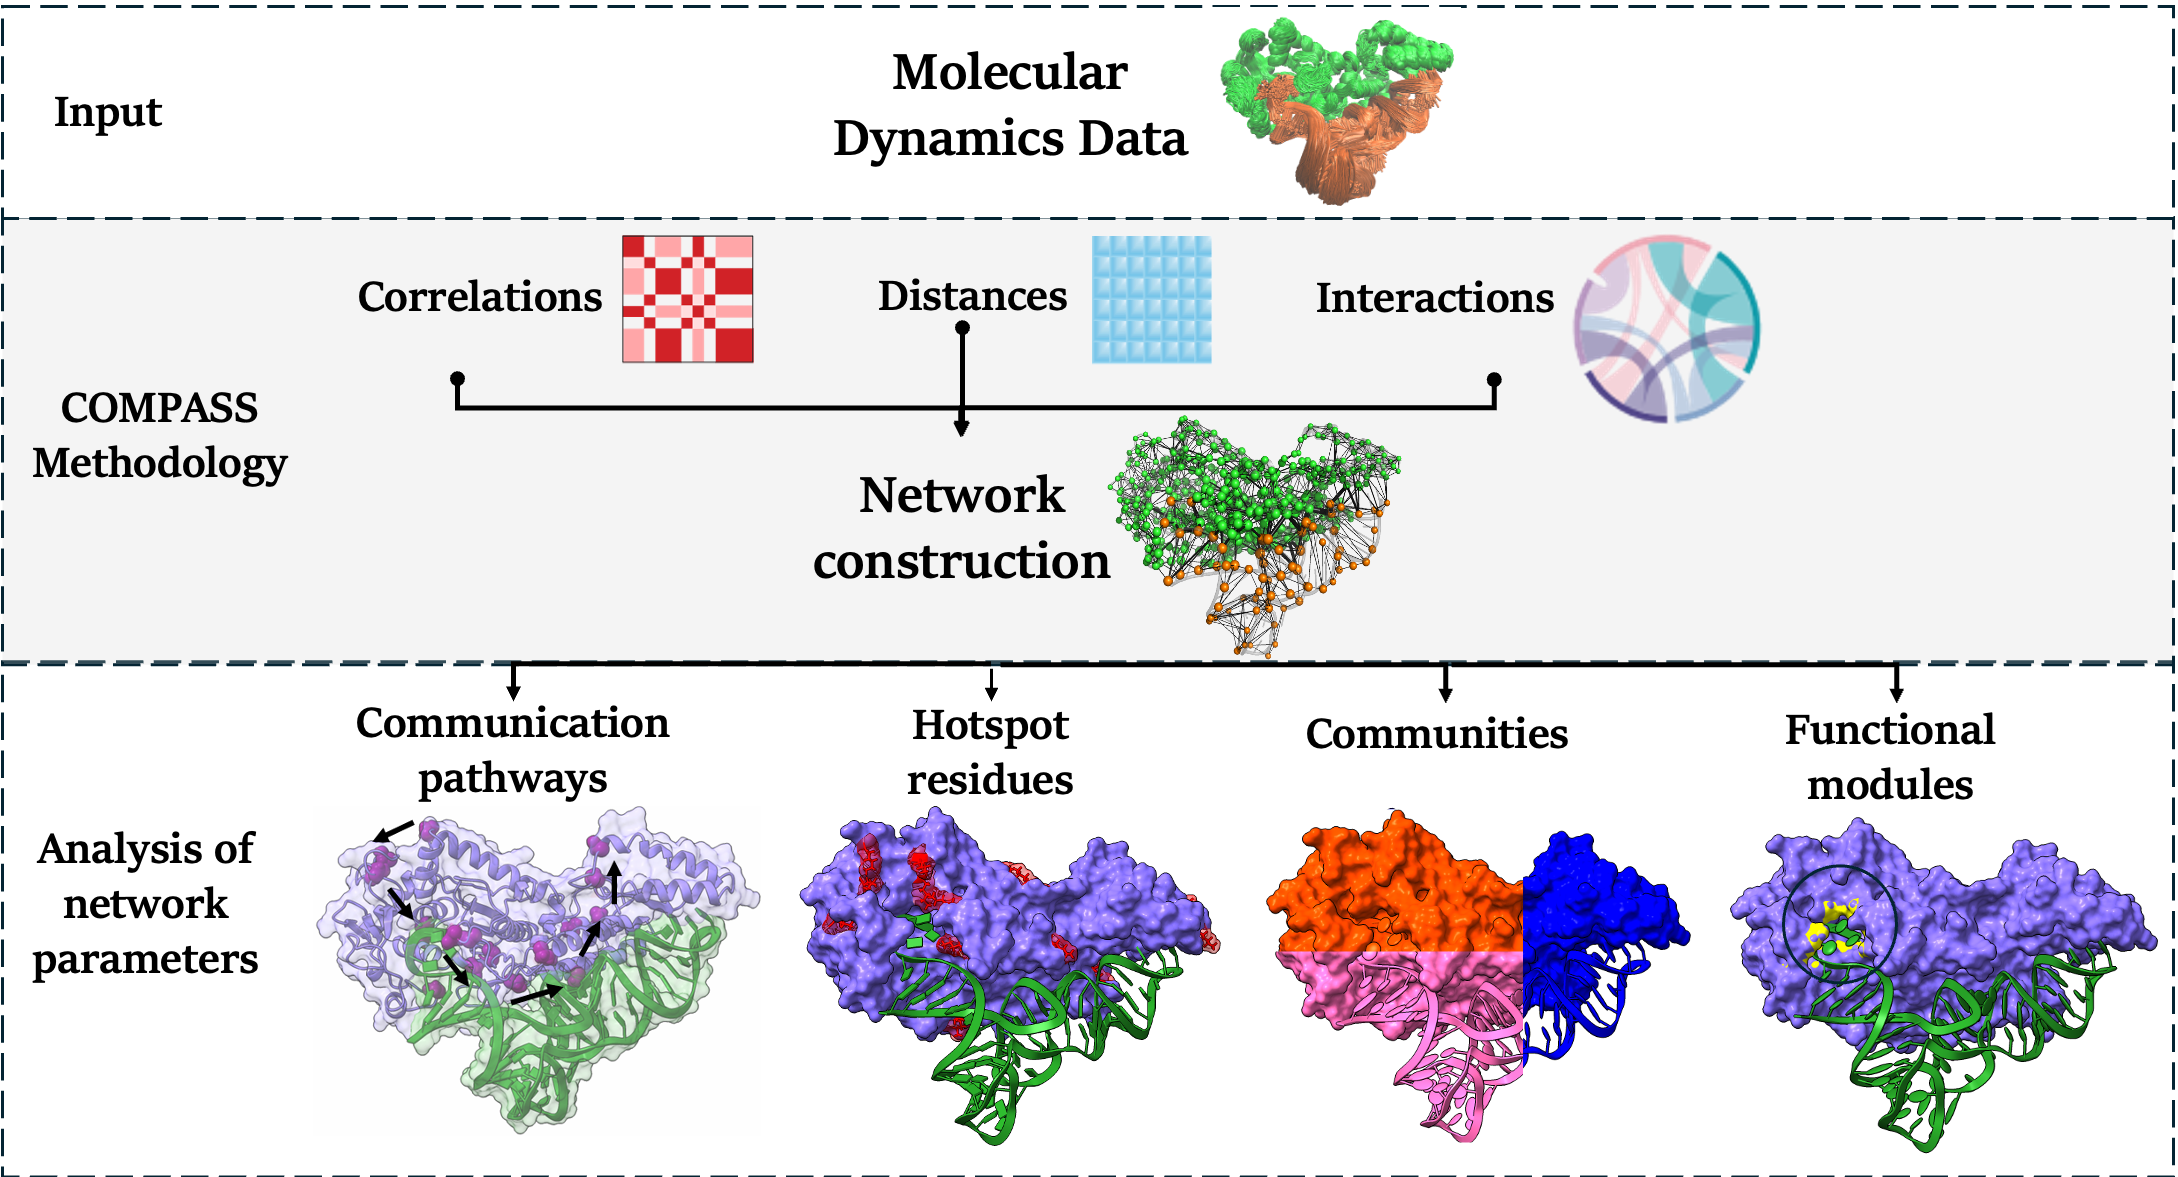 Input
Molecular
Dynamics Data
Correlations
Distances
Interactions
COMPASS
Methodology
Network
construction
Communication
pathways
Hotspot
residues
Communities
Functional
modules
Analysis of
network
parameters